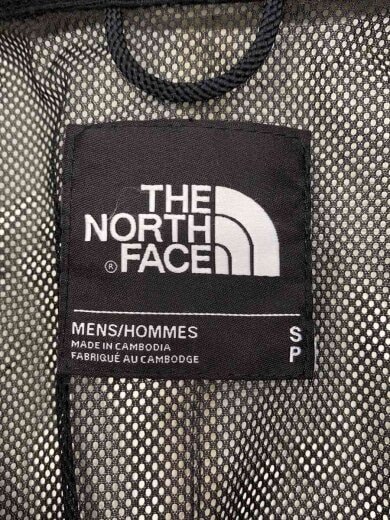 THE
NORTH
® FACE
MENS/HOMMES S
MADE IN CAMBODIA
FABRIQUÉ AU CAMBODGE P